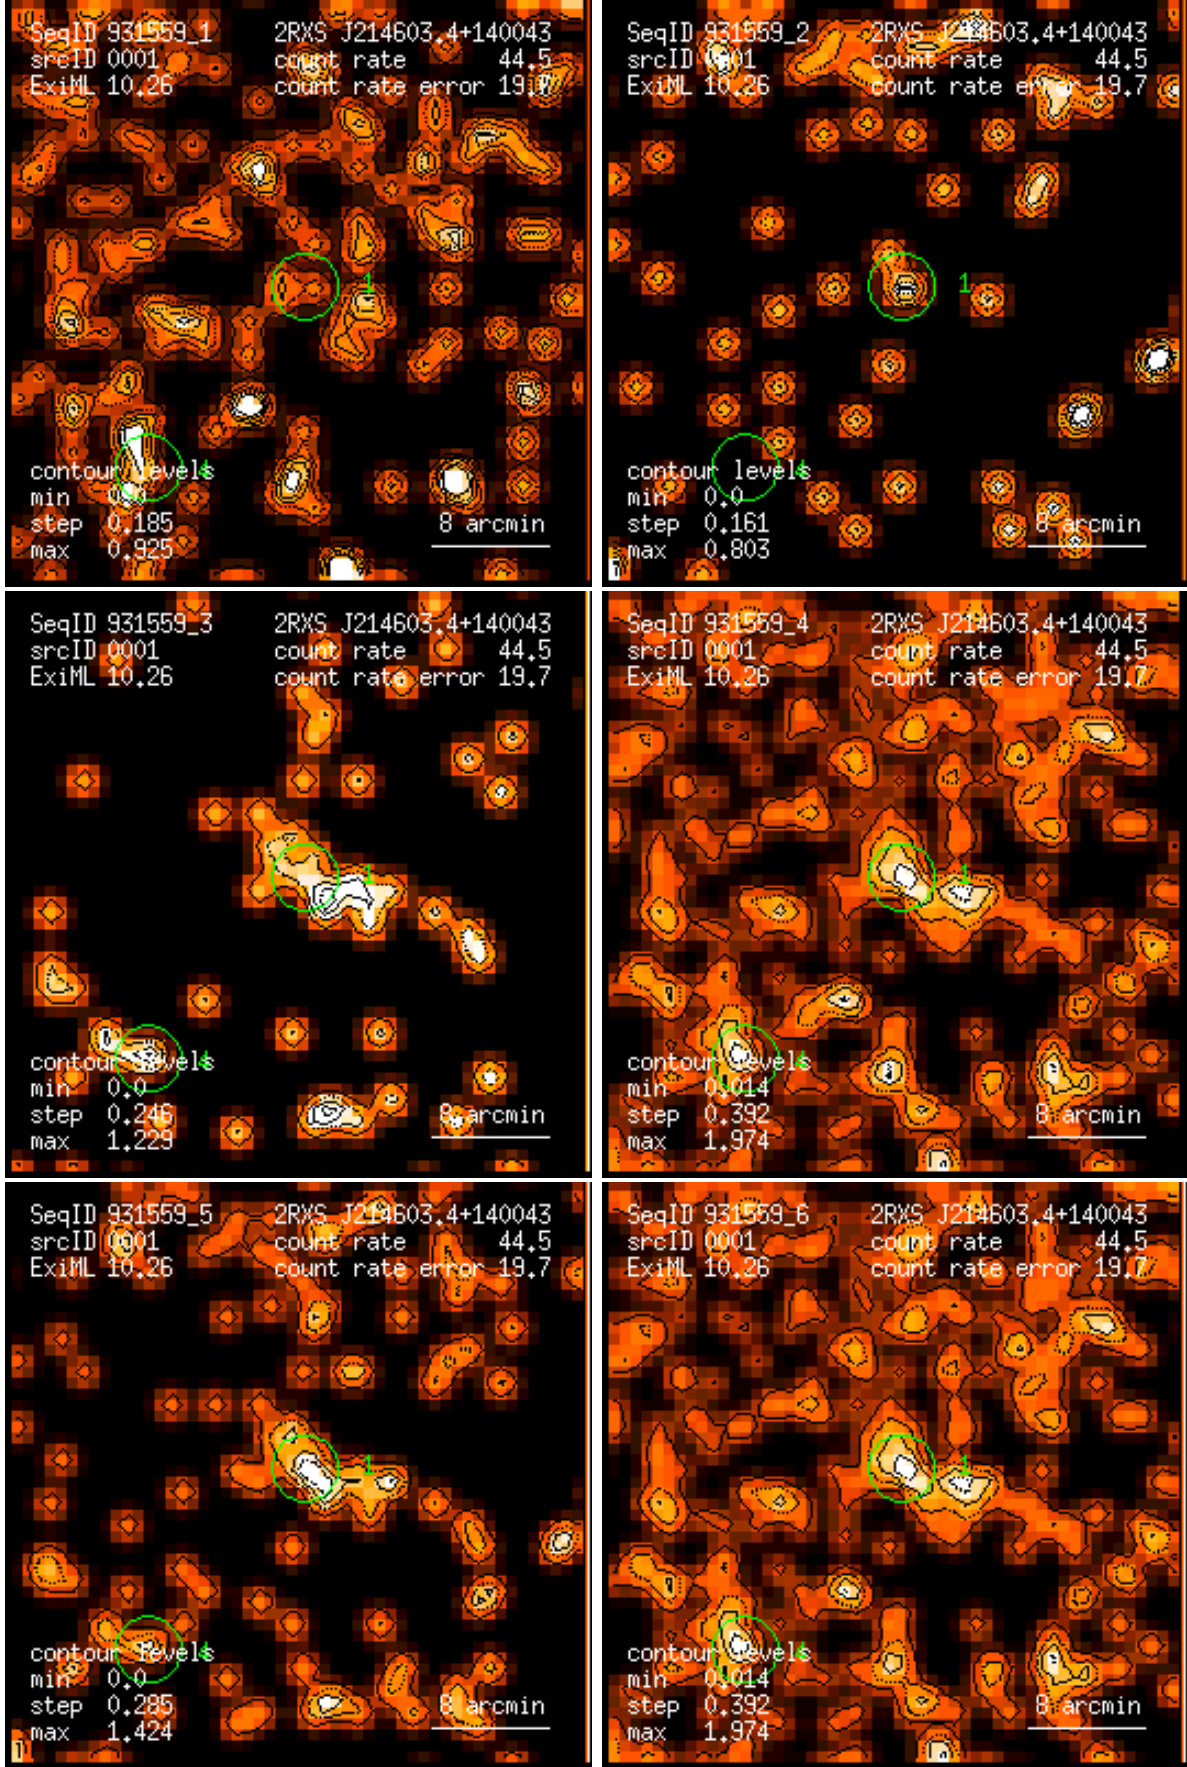 SeqID 931559_1 2RXS J214603.4+140043
srcID 0001 count rate 44.5
ExiML 10.26 count rate error 19.7
1
contour levels 4
min 0.0
step 0.185 8 arcmin
max 0.925
SeqID 931559_2 2RXS J214603.4+140043
srcID 0001 count rate 44.5
ExiML 10.26 count rate error 19.7
1
contour levels 4
min 0.0
step 0.161 8 arcmin
max 0.803
SeqID 931559_3 2RXS J214603.4+140043
srcID 0001 count rate 44.5
ExiML 10.26 count rate error 19.7
1
contour levels 4
min 0.0
step 0.246 8 arcmin
max 1.229
SeqID 931559_4 2RXS J214603.4+140043
srcID 0001 count rate 44.5
ExiML 10.26 count rate error 19.7
1
contour levels 4
min 0.014
step 0.392 8 arcmin
max 1.974
SeqID 931559_5 2RXS J214603.4+140043
srcID 0001 count rate 44.5
ExiML 10.26 count rate error 19.7
1
contour levels 4
min 0.0
step 0.285 8 arcmin
max 1.424
SeqID 931559_6 2RXS J214603.4+140043
srcID 0001 count rate 44.5
ExiML 10.26 count rate error 19.7
1
contour levels 4
min 0.014
step 0.392 8 arcmin
max 1.974